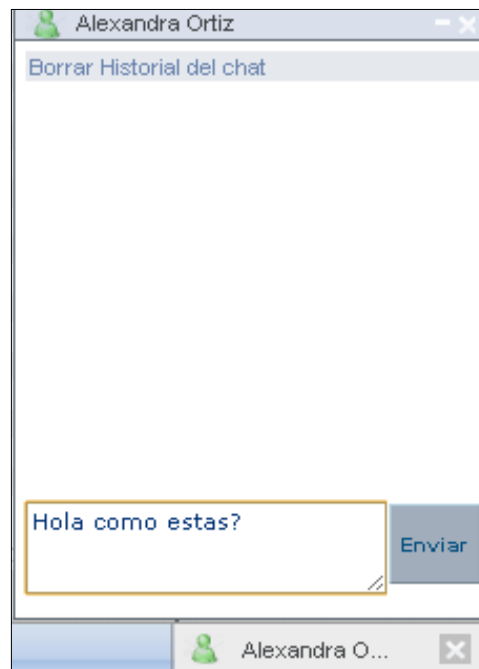 Alexandra Ortiz
Borrar Historial del chat
Hola como estas?
Enviar
Alexandra O...